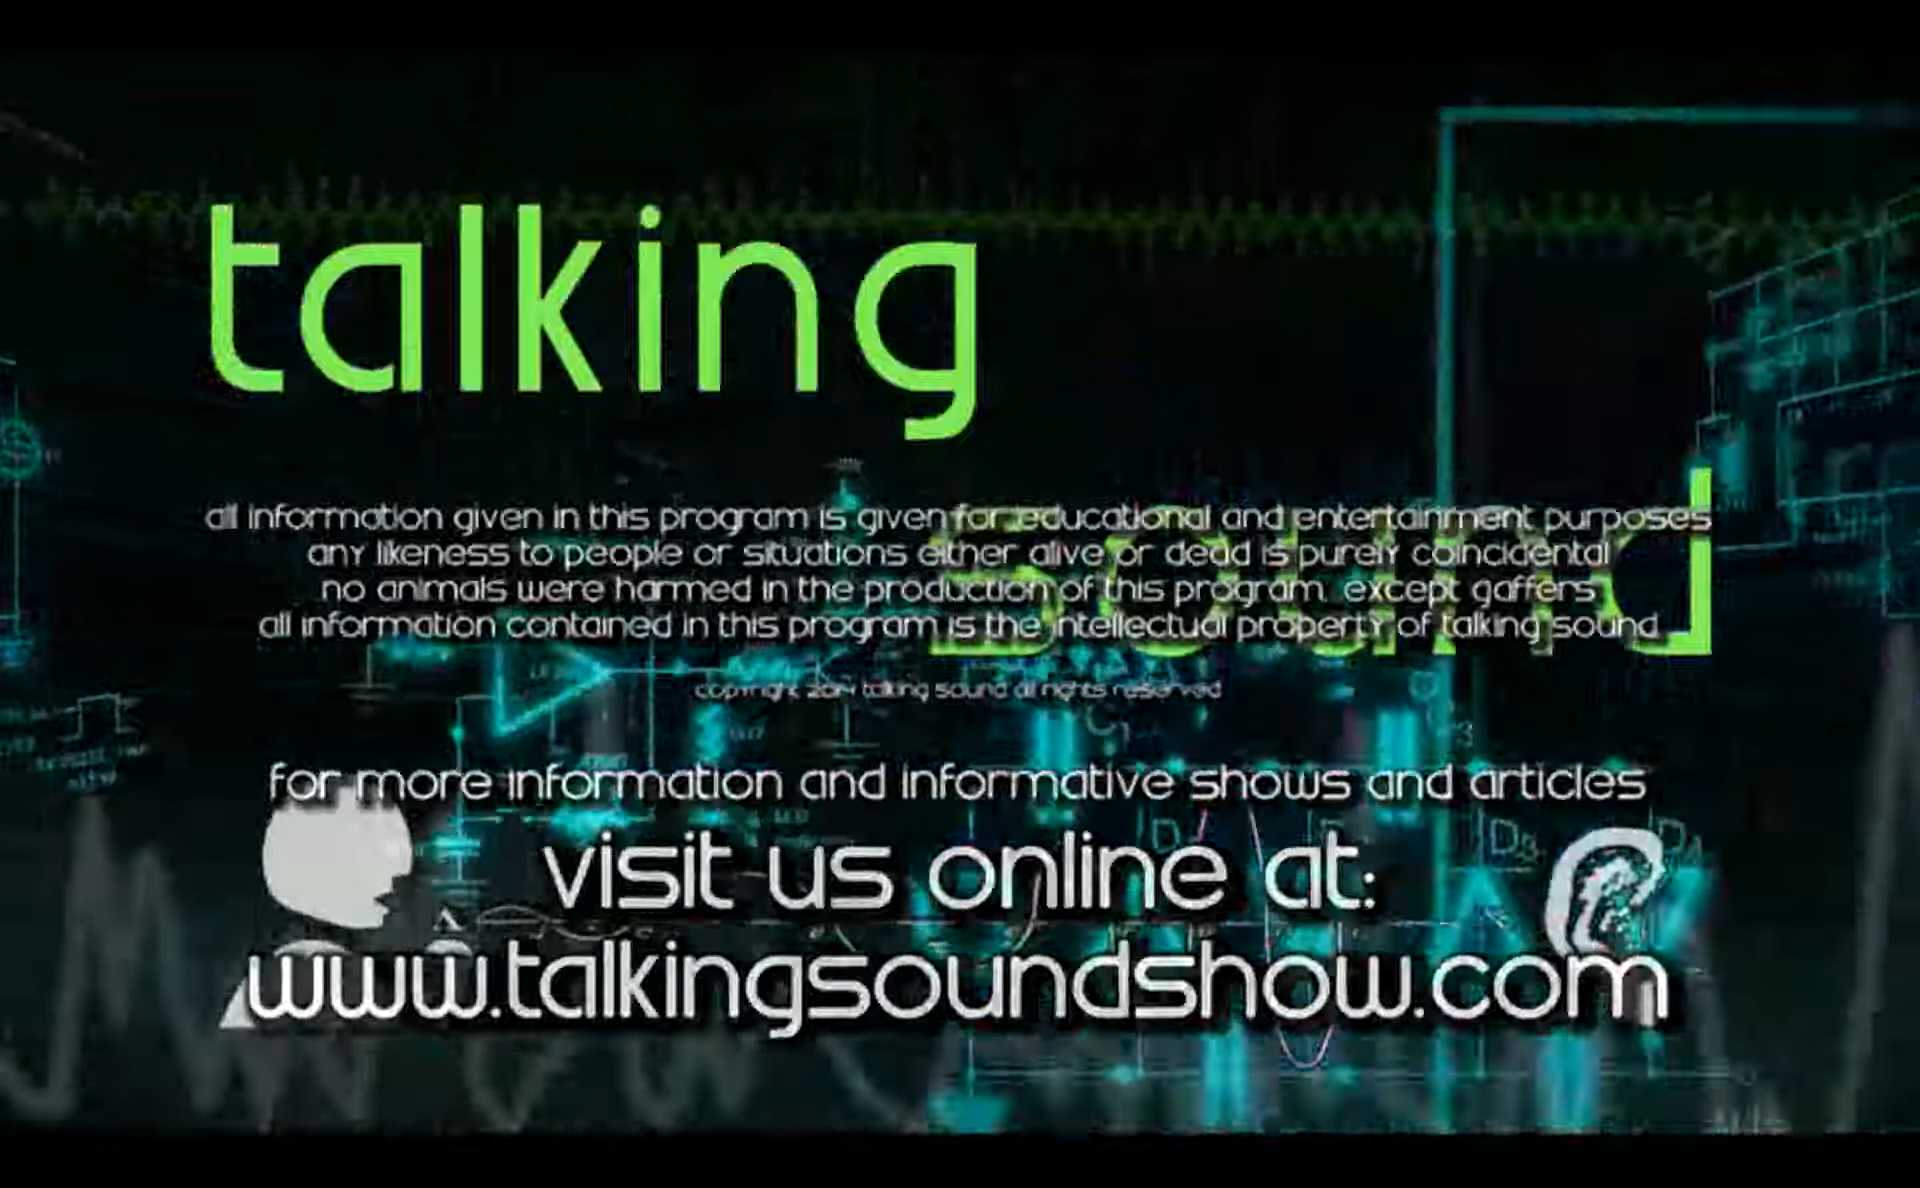 talking
sound
all information given in this program is given for educational and entertainment purposes
any likeness to people or situations either alive or dead is purely coincidental
no animals were harmed in the production of this program except gaffers
all information contained in this program is the intellectual property of talking sound
copyright 2014 talking sound all rights reserved
for more information and informative shows and articles
visit us online at:
www.talkingsoundshow.com